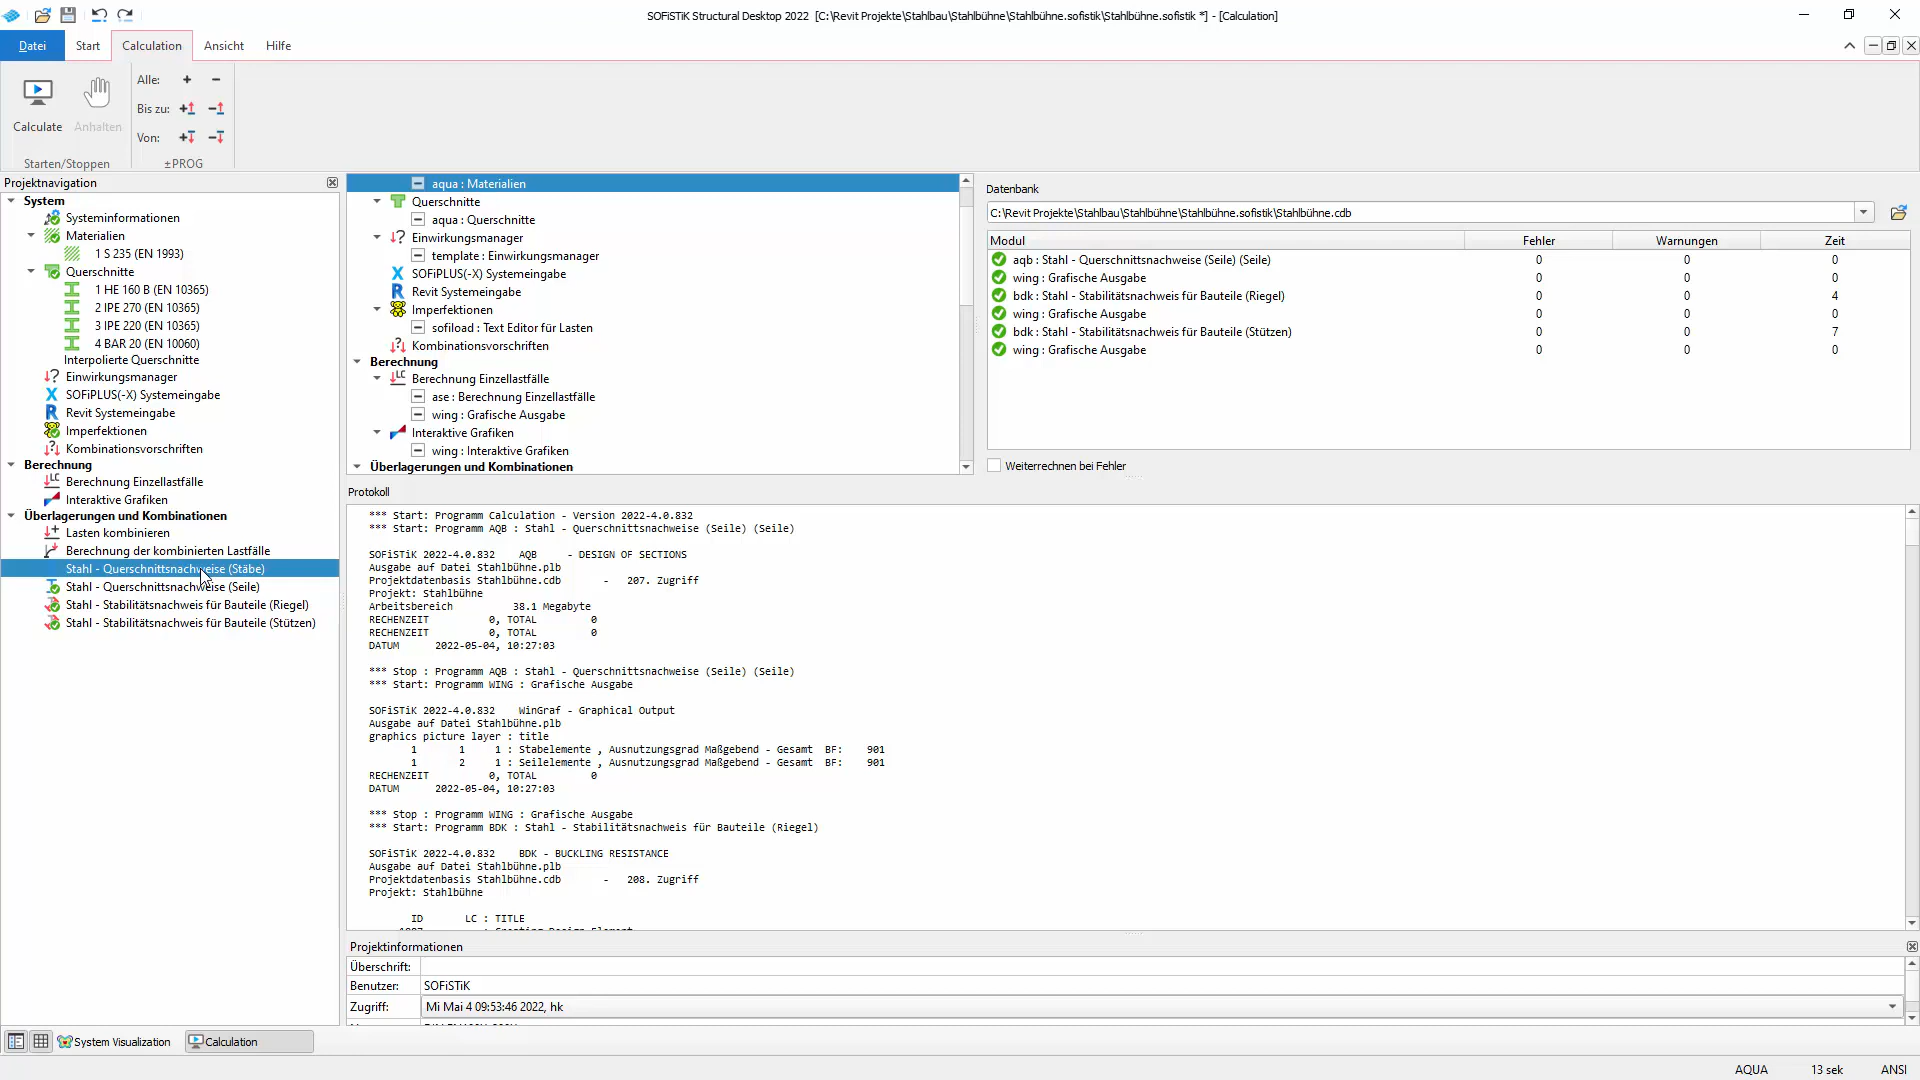 SOFiSTiK Structural Desktop 2022 [C:\Revit Projekte\Stahlbau\Stahlbühne\Stahlbühne.sofistik\Stahlbühne.sofistik *] - [Calculation]
Datei Start Calculation Ansicht Hilfe
Calculate Anhalten
Starten/Stoppen
Alle: + -
Bis zu:
Von:
±PROG
Projektnavigation
System
Systeminformationen
Materialien
1 S 235 (EN 1993)
Querschnitte
1 HE 160 B (EN 10365)
2 IPE 270 (EN 10365)
3 IPE 220 (EN 10365)
4 BAR 20 (EN 10060)
Interpolierte Querschnitte
Einwirkungsmanager
SOFiPLUS(-X) Systemeingabe
Revit Systemeingabe
Imperfektionen
Kombinationsvorschriften
Berechnung
Berechnung Einzellastfälle
Interaktive Grafiken
Überlagerungen und Kombinationen
Lasten kombinieren
Berechnung der kombinierten Lastfälle
Stahl - Querschnittsnachweise (Stäbe)
Stahl - Querschnittsnachweise (Seile)
Stahl - Stabilitätsnachweis für Bauteile (Riegel)
Stahl - Stabilitätsnachweis für Bauteile (Stützen)
aqua : Materialien
Querschnitte
aqua : Querschnitte
Einwirkungsmanager
template : Einwirkungsmanager
SOFiPLUS(-X) Systemeingabe
Revit Systemeingabe
Imperfektionen
sofiload : Text Editor für Lasten
Kombinationsvorschriften
Berechnung
Berechnung Einzellastfälle
ase : Berechnung Einzellastfälle
wing : Grafische Ausgabe
Interaktive Grafiken
wing : Interaktive Grafiken
Überlagerungen und Kombinationen
Datenbank
C:\Revit Projekte\Stahlbau\Stahlbühne\Stahlbühne.sofistik\Stahlbühne.cdb
Modul Fehler Warnungen Zeit
aqb : Stahl - Querschnittsnachweise (Seile) (Seile) 0 0 0
wing : Grafische Ausgabe 0 0 0
bdk : Stahl - Stabilitätsnachweis für Bauteile (Riegel) 0 0 4
wing : Grafische Ausgabe 0 0 0
bdk : Stahl - Stabilitätsnachweis für Bauteile (Stützen) 0 0 7
wing : Grafische Ausgabe 0 0 0
Weiterrechnen bei Fehler
Protokoll
*** Start: Programm Calculation - Version 2022-4.0.832
*** Start: Programm AQB : Stahl - Querschnittsnachweise (Seile) (Seile)
SOFiSTiK 2022-4.0.832 AQB - DESIGN OF SECTIONS
Ausgabe auf Datei Stahlbühne.plb
Projektdatenbasis Stahlbühne.cdb - 207. Zugriff
Projekt: Stahlbühne
Arbeitsbereich 38.1 Megabyte
RECHENZEIT 0, TOTAL 0
RECHENZEIT 0, TOTAL 0
DATUM 2022-05-04, 10:27:03
*** Stop : Programm AQB : Stahl - Querschnittsnachweise (Seile) (Seile)
*** Start: Programm WING : Grafische Ausgabe
SOFiSTiK 2022-4.0.832 WinGraf - Graphical Output
Ausgabe auf Datei Stahlbühne.plb
graphics picture layer : title
1 1 1 : Stabelemente , Ausnutzungsgrad Maßgebend - Gesamt BF: 901
1 2 1 : Seilelemente , Ausnutzungsgrad Maßgebend - Gesamt BF: 901
RECHENZEIT 0, TOTAL 0
DATUM 2022-05-04, 10:27:03
*** Stop : Programm WING : Grafische Ausgabe
*** Start: Programm BDK : Stahl - Stabilitätsnachweis für Bauteile (Riegel)
SOFiSTiK 2022-4.0.832 BDK - BUCKLING RESISTANCE
Ausgabe auf Datei Stahlbühne.plb
Projektdatenbasis Stahlbühne.cdb - 208. Zugriff
Projekt: Stahlbühne
ID LC : TITLE
Projektinformationen
Überschrift:
Benutzer: SOFiSTiK
Zugriff: Mi Mai 4 09:53:46 2022, hk
System Visualization Calculation
AQUA 13 sek ANSI